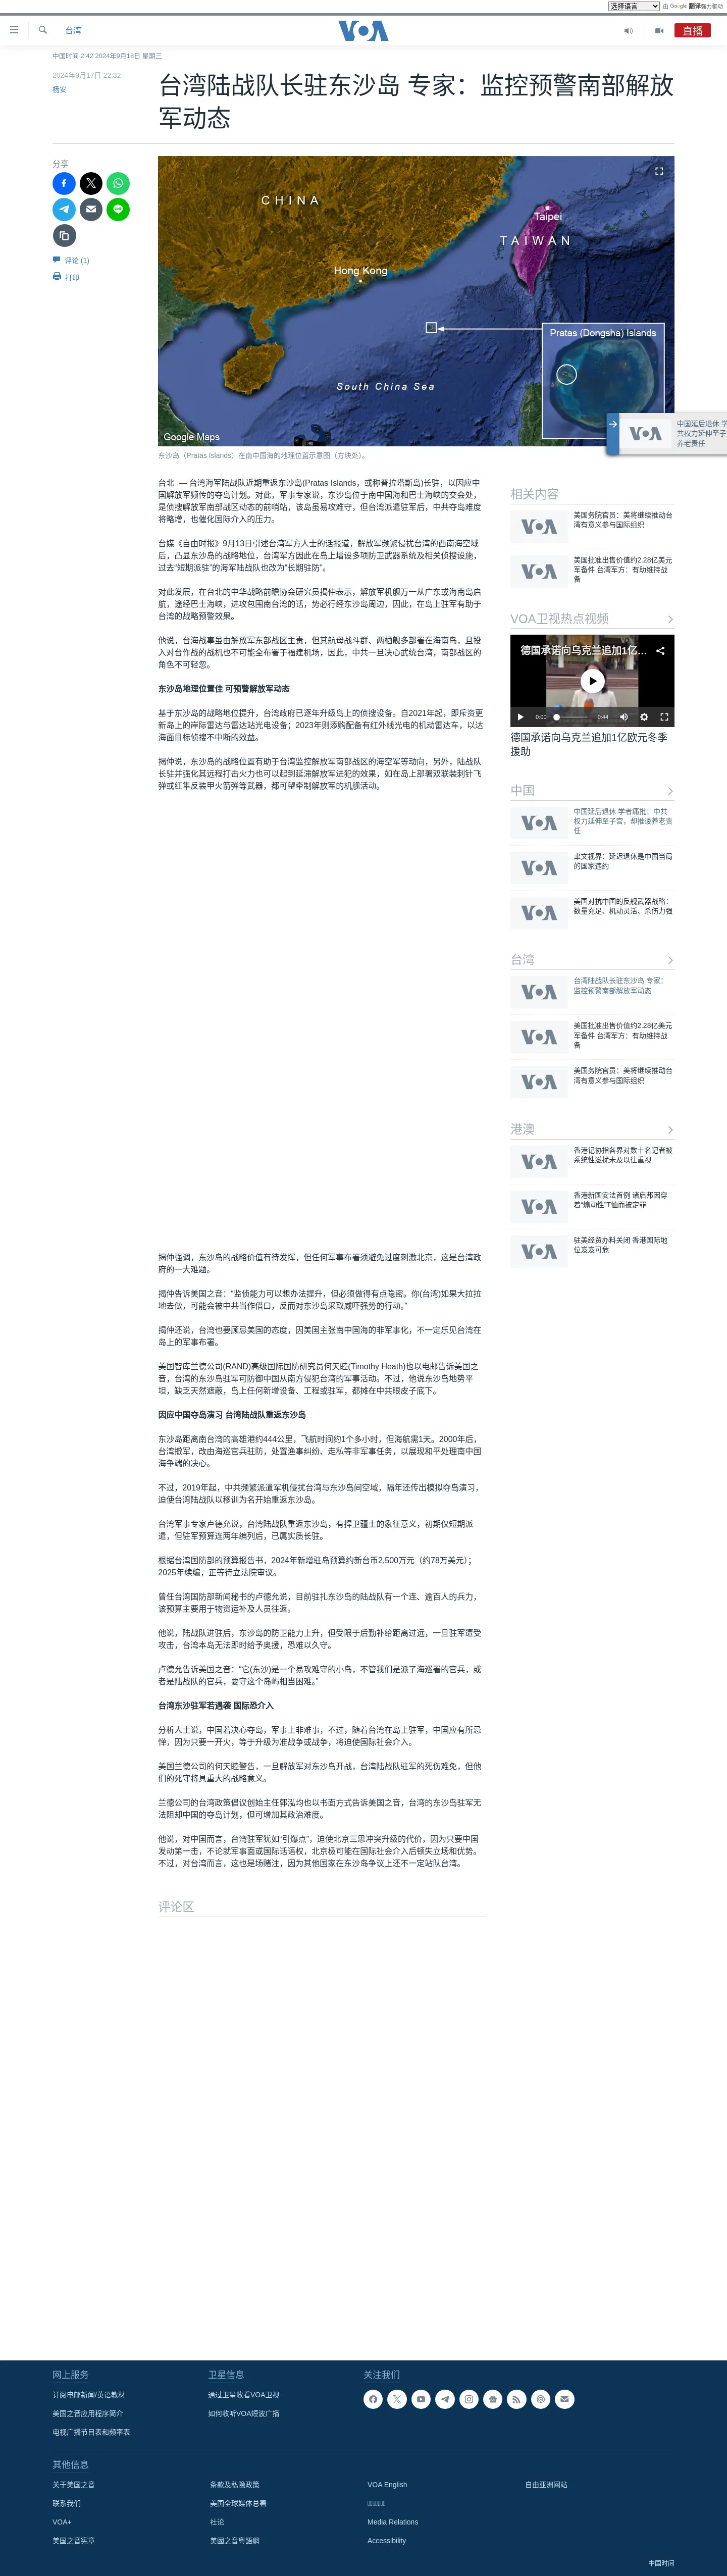 选择语言
由 Google 翻译强力驱动
台湾
VOA
直播
中国时间 2:42 2024年9月18日 星期三
2024年9月17日 22:32
杨安
台湾陆战队长驻东沙岛 专家：监控预警南部解放
军动态
分享
评论 (1)
打印
CHINA
Taipei
TAIWAN
Hong Kong
Pratas (Dongsha) Islands
South China Sea
Google Maps
东沙岛（Pratas Islands）在南中国海的地理位置示意图（方块处）。
中国延后退休 学
共权力延伸至子
养老责任
台北 — 台湾海军陆战队近期重返东沙岛(Pratas Islands，或称普拉塔斯岛)长驻，以因应中
国解放军频传的夺岛计划。对此，军事专家说，东沙岛位于南中国海和巴士海峡的交会处，
是侦搜解放军南部战区动态的前哨站，该岛虽易攻难守，但台湾派遣驻军后，中共夺岛难度
将略增，也催化国际介入的压力。
台媒《自由时报》9月13日引述台湾军方人士的话报道，解放军频繁侵扰台湾的西南海空域
后，凸显东沙岛的战略地位，台湾军方因此在岛上增设多项防卫武器系统及相关侦搜设施，
过去“短期派驻”的海军陆战队也改为“长期驻防”。
对此发展，在台北的中华战略前瞻协会研究员揭仲表示，解放军机舰万一从广东或海南岛启
航，途经巴士海峡，进攻包围南台湾的话，势必行经东沙岛周边，因此，在岛上驻军有助于
台湾的战略预警效果。
他说，台海战事虽由解放军东部战区主责，但其航母战斗群、两栖舰多部署在海南岛，且投
入对台作战的战机也不可能全布署于福建机场，因此，中共一旦决心武统台湾，南部战区的
角色不可轻忽。
东沙岛地理位置佳 可预警解放军动态
基于东沙岛的战略地位提升，台湾政府已逐年升级岛上的侦搜设备。自2021年起，即斥资更
新岛上的岸际雷达与雷达站光电设备；2023年则添购配备有红外线光电的机动雷达车，以达
海面目标侦搜不中断的效益。
揭仲说，东沙岛的战略位置有助于台湾监控解放军南部战区的海空军等动向，另外，陆战队
长驻并强化其远程打击火力也可以起到延滞解放军进犯的效果，如在岛上部署双联装刺针飞
弹或红隼反装甲火箭弹等武器，都可望牵制解放军的机舰活动。
揭仲强调，东沙岛的战略价值有待发挥，但任何军事布署须避免过度刺激北京，这是台湾政
府的一大难题。
揭仲告诉美国之音：“监侦能力可以想办法提升，但必须做得有点隐密。你(台湾)如果大拉拉
地去做，可能会被中共当作借口，反而对东沙岛采取威吓强势的行动。”
揭仲还说，台湾也要顾忌美国的态度，因美国主张南中国海的非军事化，不一定乐见台湾在
岛上的军事布署。
美国智库兰德公司(RAND)高级国际国防研究员何天睦(Timothy Heath)也以电邮告诉美国之
音，台湾的东沙岛驻军可防御中国从南方侵犯台湾的军事活动。不过，他说东沙岛地势平
坦，缺乏天然遮蔽，岛上任何新增设备、工程或驻军，都摊在中共眼皮子底下。
因应中国夺岛演习 台湾陆战队重返东沙岛
东沙岛距离南台湾的高雄港约444公里，飞航时间约1个多小时，但海航需1天。2000年后，
台湾撤军，改由海巡官兵驻防，处置渔事纠纷、走私等非军事任务，以展现和平处理南中国
海争端的决心。
不过，2019年起，中共频繁派遣军机侵扰台湾与东沙岛间空域，隔年还传出模拟夺岛演习，
迫使台湾陆战队以移训为名开始重返东沙岛。
台湾军事专家卢德允说，台湾陆战队重返东沙岛，有捍卫疆土的象征意义，初期仅短期派
遣，但驻军预算连两年编列后，已属实质长驻。
根据台湾国防部的预算报告书，2024年新增驻岛预算约新台币2,500万元（约78万美元）；
2025年续编，正等待立法院审议。
曾任台湾国防部新闻秘书的卢德允说，目前驻扎东沙岛的陆战队有一个连、逾百人的兵力，
该预算主要用于物资运补及人员往返。
他说，陆战队进驻后，东沙岛的防卫能力上升，但受限于后勤补给距离过远，一旦驻军遭受
攻击，台湾本岛无法即时给予奥援，恐难以久守。
卢德允告诉美国之音：“它(东沙)是一个易攻难守的小岛，不管我们是派了海巡署的官兵，或
者是陆战队的官兵，要守这个岛屿相当困难。”
台湾东沙驻军若遇袭 国际恐介入
分析人士说，中国若决心夺岛，军事上非难事，不过，随着台湾在岛上驻军，中国应有所忌
惮，因为只要一开火，等于升级为准战争或战争，将迫使国际社会介入。
美国兰德公司的何天睦警告，一旦解放军对东沙岛开战，台湾陆战队驻军的死伤难免，但他
们的死守将具重大的战略意义。
兰德公司的台湾政策倡议创始主任郭泓均也以书面方式告诉美国之音，台湾的东沙岛驻军无
法阻却中国的夺岛计划，但可增加其政治难度。
他说，对中国而言，台湾驻军犹如“引爆点”，迫使北京三思冲突升级的代价，因为只要中国
发动第一击，不论就军事面或国际话语权，北京极可能在国际社会介入后顿失立场和优势。
不过，对台湾而言，这也是场赌注，因为其他国家在东沙岛争议上还不一定站队台湾。
评论区
相关内容
美国务院官员：美将继续推动台
湾有意义参与国际组织
美国批准出售价值约2.28亿美元
军备件 台湾军方：有助维持战
备
VOA卫视热点视频
德国承诺向乌克兰追加1亿...
0:00
0:44
德国承诺向乌克兰追加1亿欧元冬季
援助
中国
中国延后退休 学者痛批：中共
权力延伸至子宫，却推诿养老责
任
聿文视界：延迟退休是中国当局
的国家违约
美国对抗中国的反舰武器战略：
数量充足、机动灵活、杀伤力强
台湾
台湾陆战队长驻东沙岛 专家：
监控预警南部解放军动态
美国批准出售价值约2.28亿美元
军备件 台湾军方：有助维持战
备
美国务院官员：美将继续推动台
湾有意义参与国际组织
港澳
香港记协指各界对数十名记者被
系统性滋扰未及以往重视
香港新国安法首例 诸启邦因穿
着“煽动性”T恤而被定罪
驻美经贸办料关闭 香港国际地
位岌岌可危
网上服务
订阅电邮新闻/英语教材
美国之音应用程序简介
电视广播节目表和频率表
卫星信息
通过卫星收看VOA卫视
如何收听VOA短波广播
关注我们
其他信息
关于美国之音
联系我们
VOA+
美国之音宪章
条款及私隐政策
美国全球媒体总署
社论
美國之音粵語網
VOA English
Media Relations
Accessibility
自由亚洲网站
中国时间